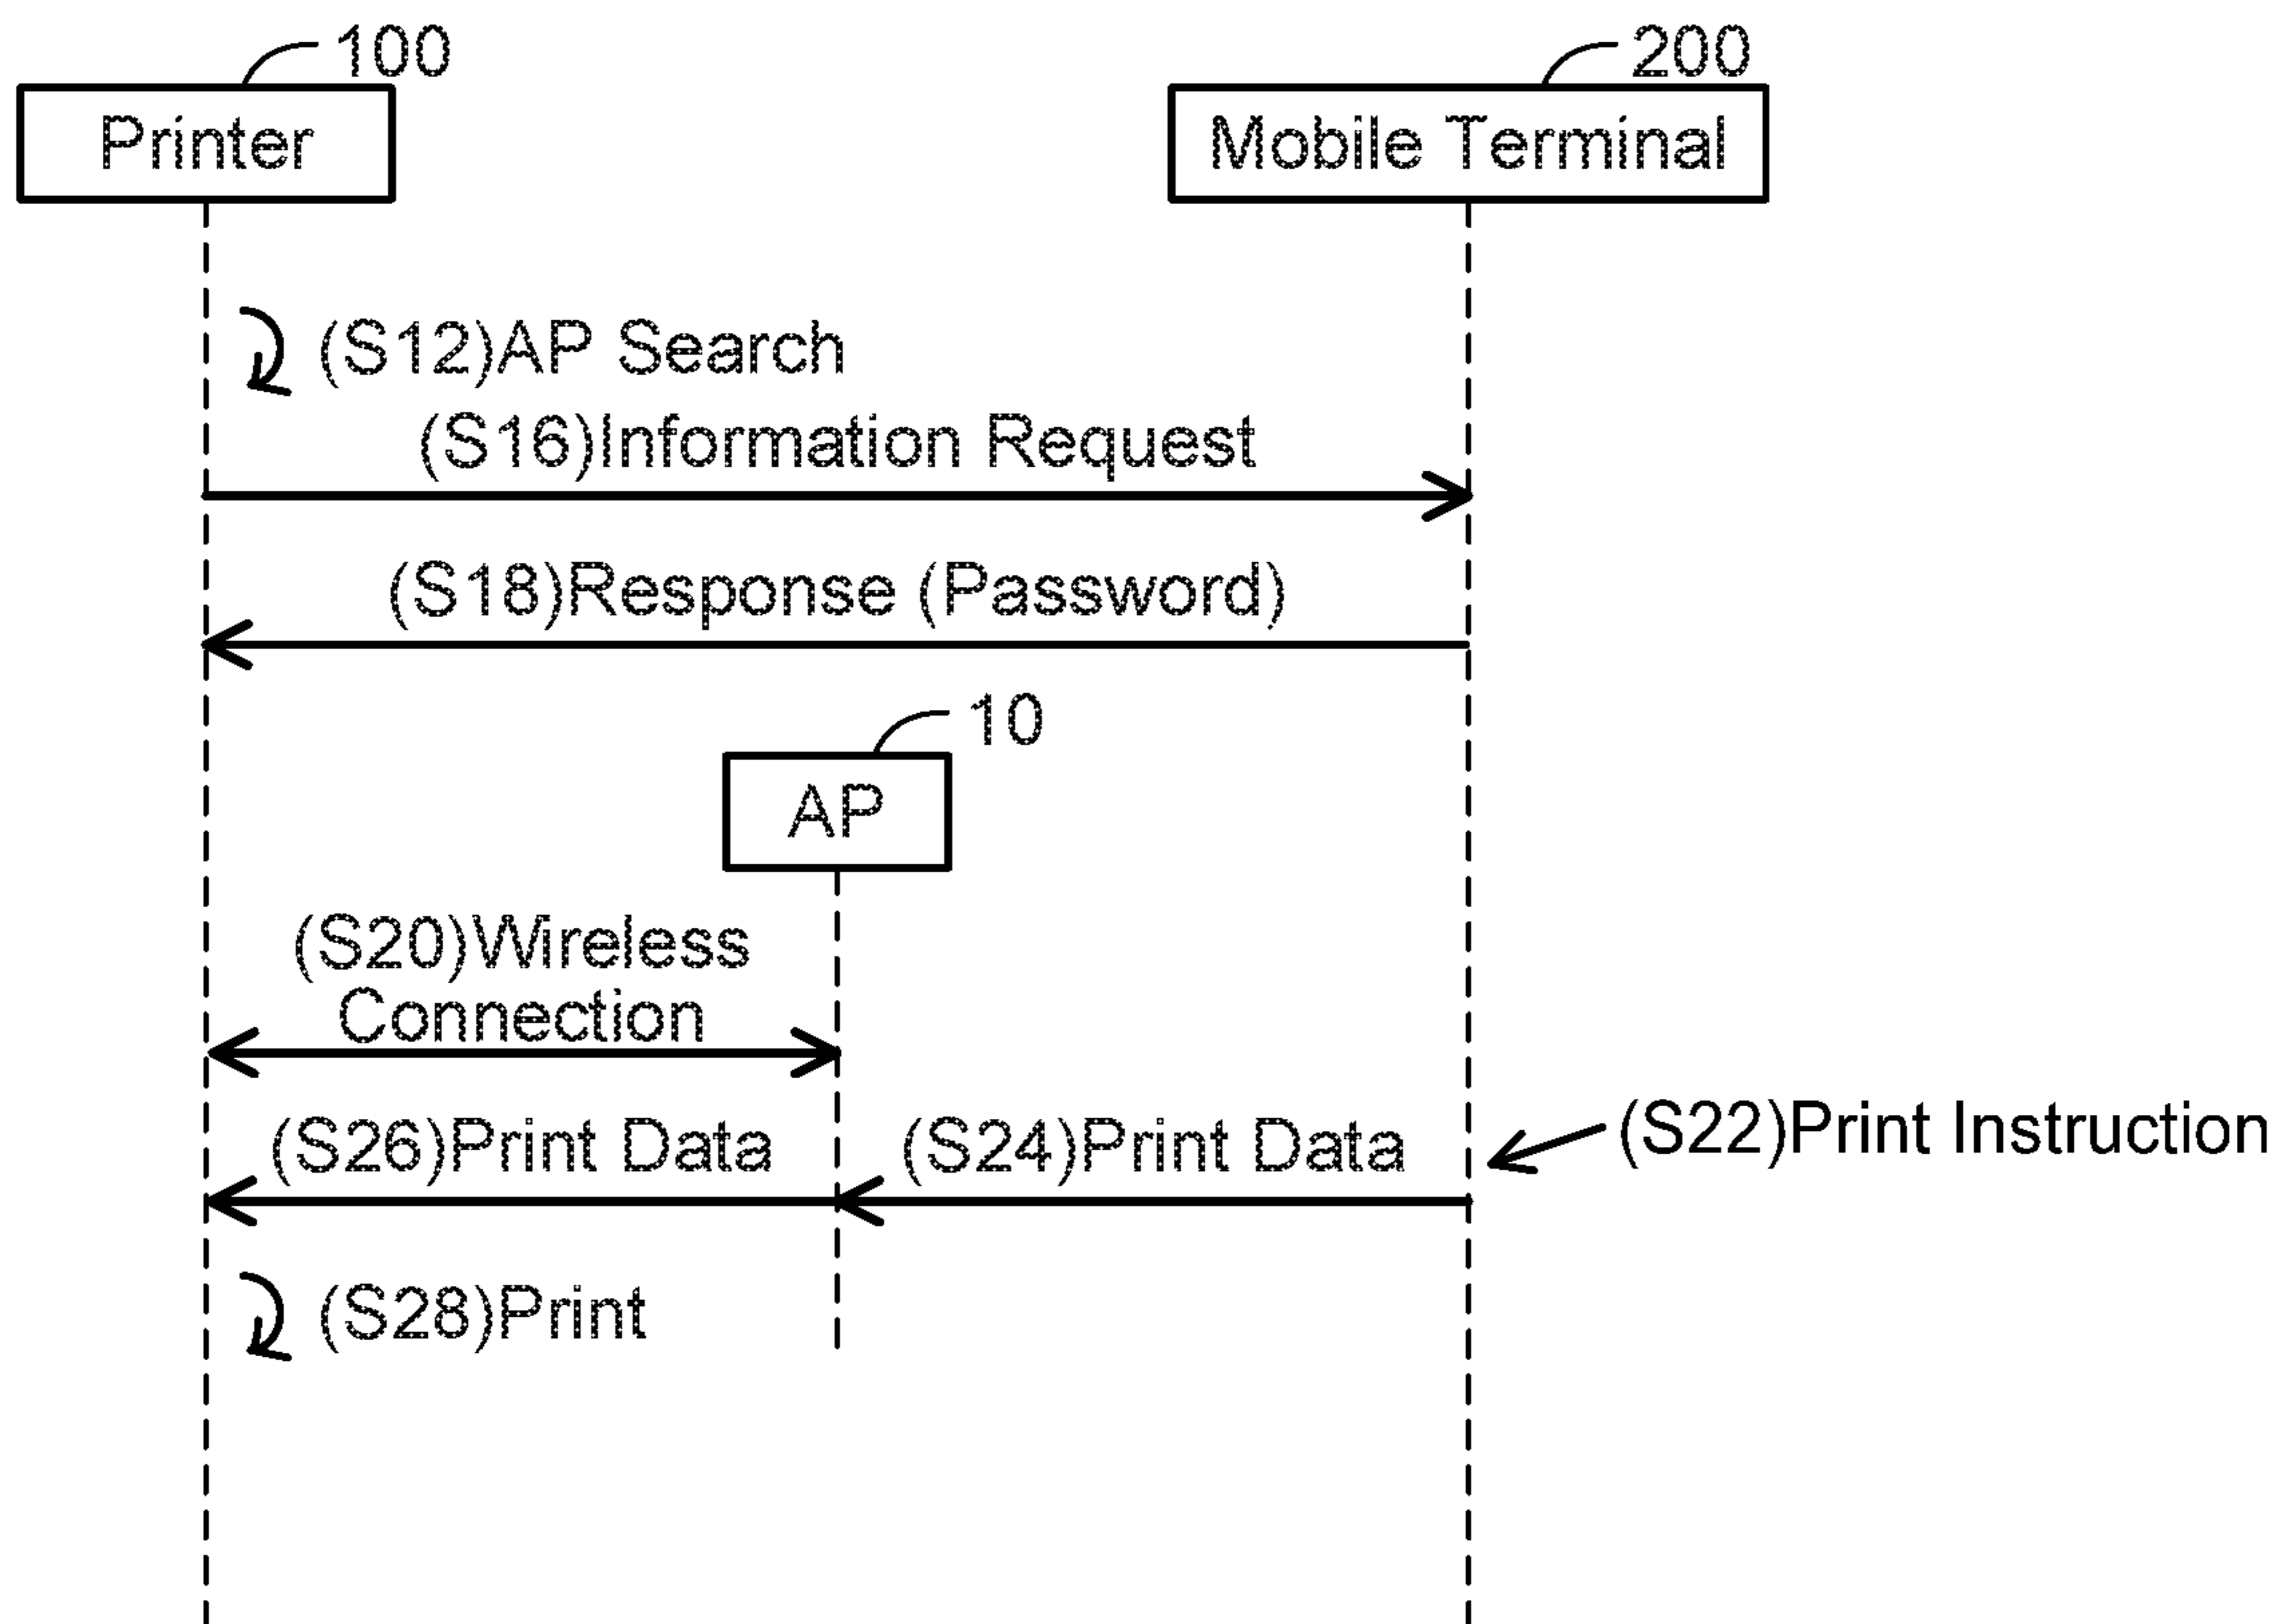 100
200
Printer
Mobile Terminal
(S12)AP Search
(S16)Information Request
(S18)Response (Password)
10
AP
(S20)Wireless
Connection
(S22)Print Instruction
(S26)Print Data
(S24)Print Data
(S28)Print